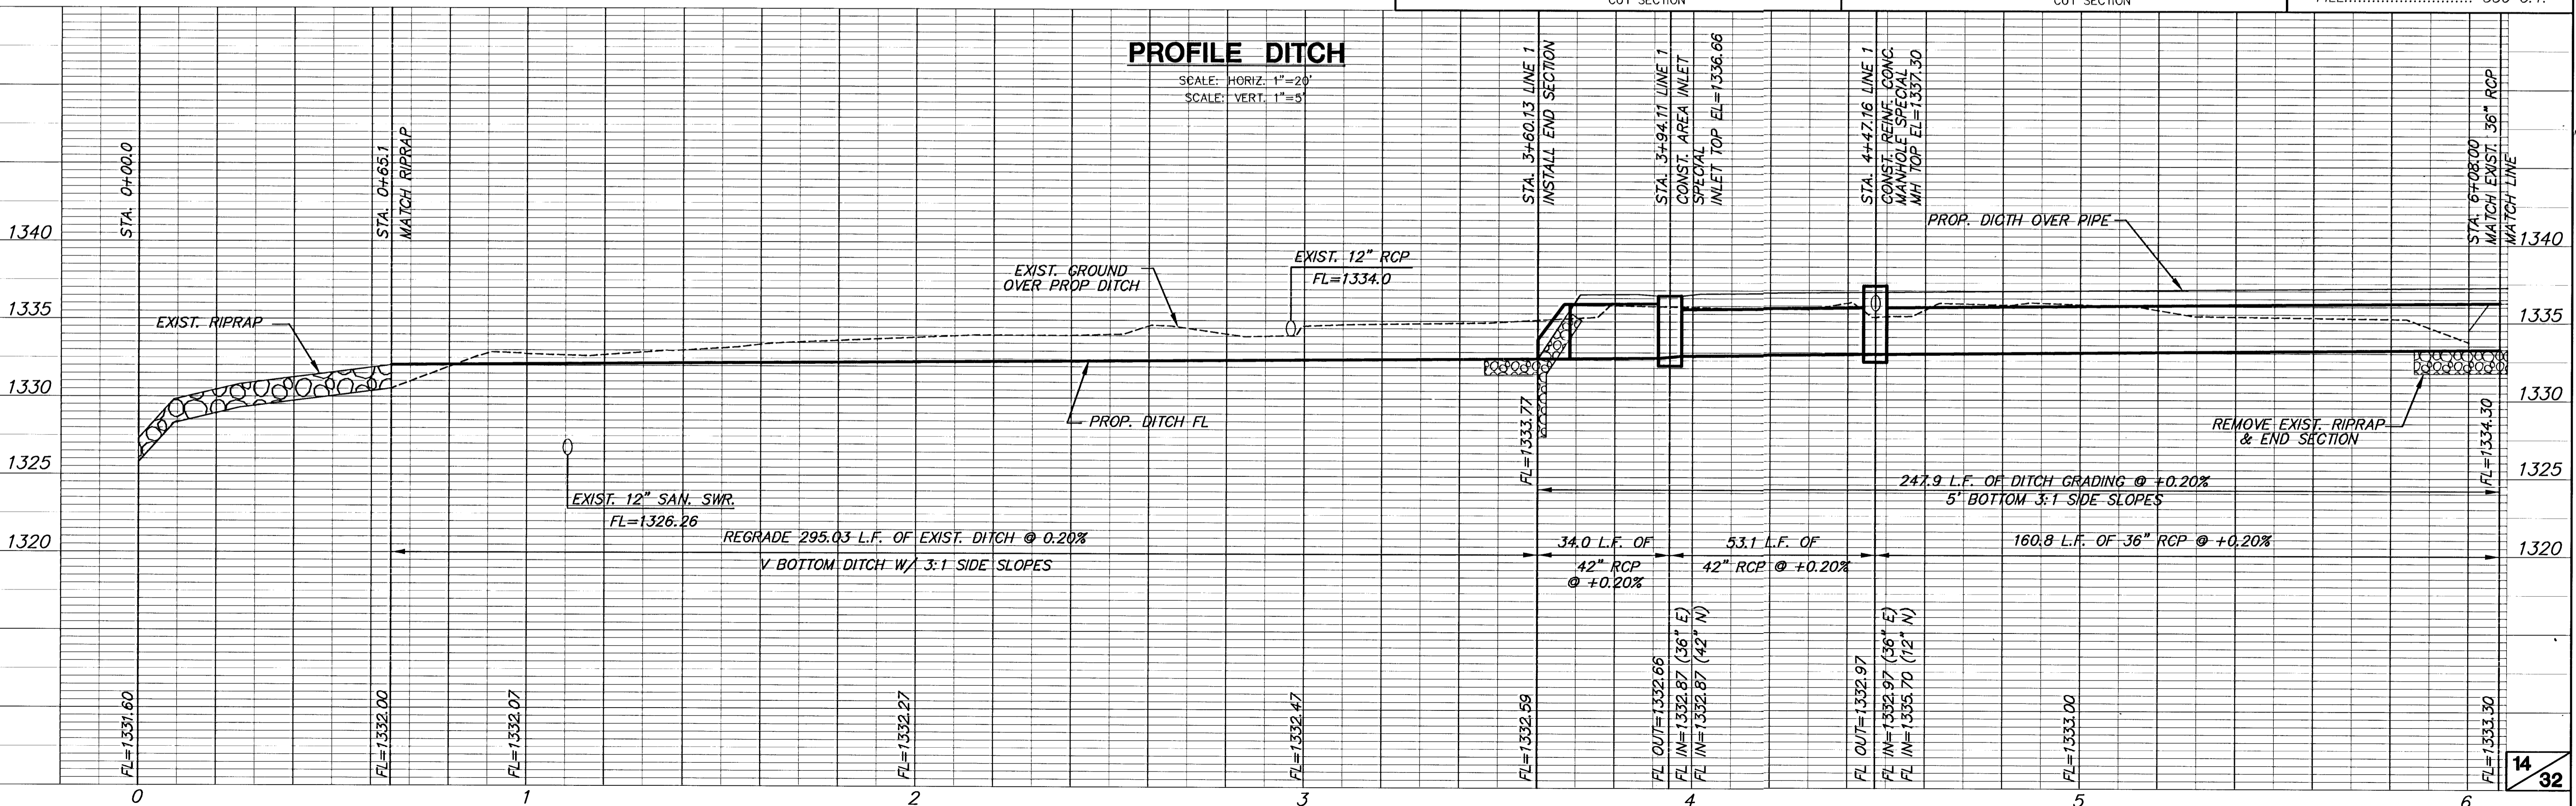 CUT SECTION
CUT SECTION
PROFILE DITCH
SCALE: HORIZ. 1"=20'
SCALE: VERT. 1"=5'
STA. 0+00.0
STA. 0+65.1
MATCH RIPRAP
STA. 3+60.13 LINE 1
INSTALL END SECTION
STA. 3+94.11 LINE 1
CONST. AREA INLET
SPECIAL
INLET TOP EL=1336.66
STA. 4+47.16 LINE 1
CONST. REINF. CONC.
MANHOLE SPECIAL
MH TOP EL=1337.30
STA. 6+08.00
MATCH EXIST. 36" RCP
MATCH LINE
1340
1335
1330
1325
1320
1340
1335
1330
1325
1320
EXIST. RIPRAP
EXIST. GROUND
OVER PROP DITCH
EXIST. 12" RCP
FL=1334.0
PROP. DICTH OVER PIPE
PROP. DITCH FL
REMOVE EXIST. RIPRAP
& END SECTION
FL=1333.77
FL=1334.30
EXIST. 12" SAN. SWR.
FL=1326.26
247.9 L.F. OF DITCH GRADING @ +0.20%
5' BOTTOM 3:1 SIDE SLOPES
REGRADE 295.03 L.F. OF EXIST. DITCH @ 0.20%
V BOTTOM DITCH W/ 3:1 SIDE SLOPES
34.0 L.F. OF
42" RCP
@ +0.20%
53.1 L.F. OF
42" RCP @ +0.20%
160.8 L.F. OF 36" RCP @ +0.20%
FL=1331.60
FL=1332.00
FL=1332.07
FL=1332.27
FL=1332.47
FL=1332.59
FL OUT=1332.66
FL IN=1332.87 (36" E)
FL IN=1332.87 (42" N)
FL OUT=1332.97
FL IN=1332.97 (36" E)
FL IN=1335.70 (12" N)
FL=1333.00
FL=1333.30
0
1
2
3
4
5
6
14
32